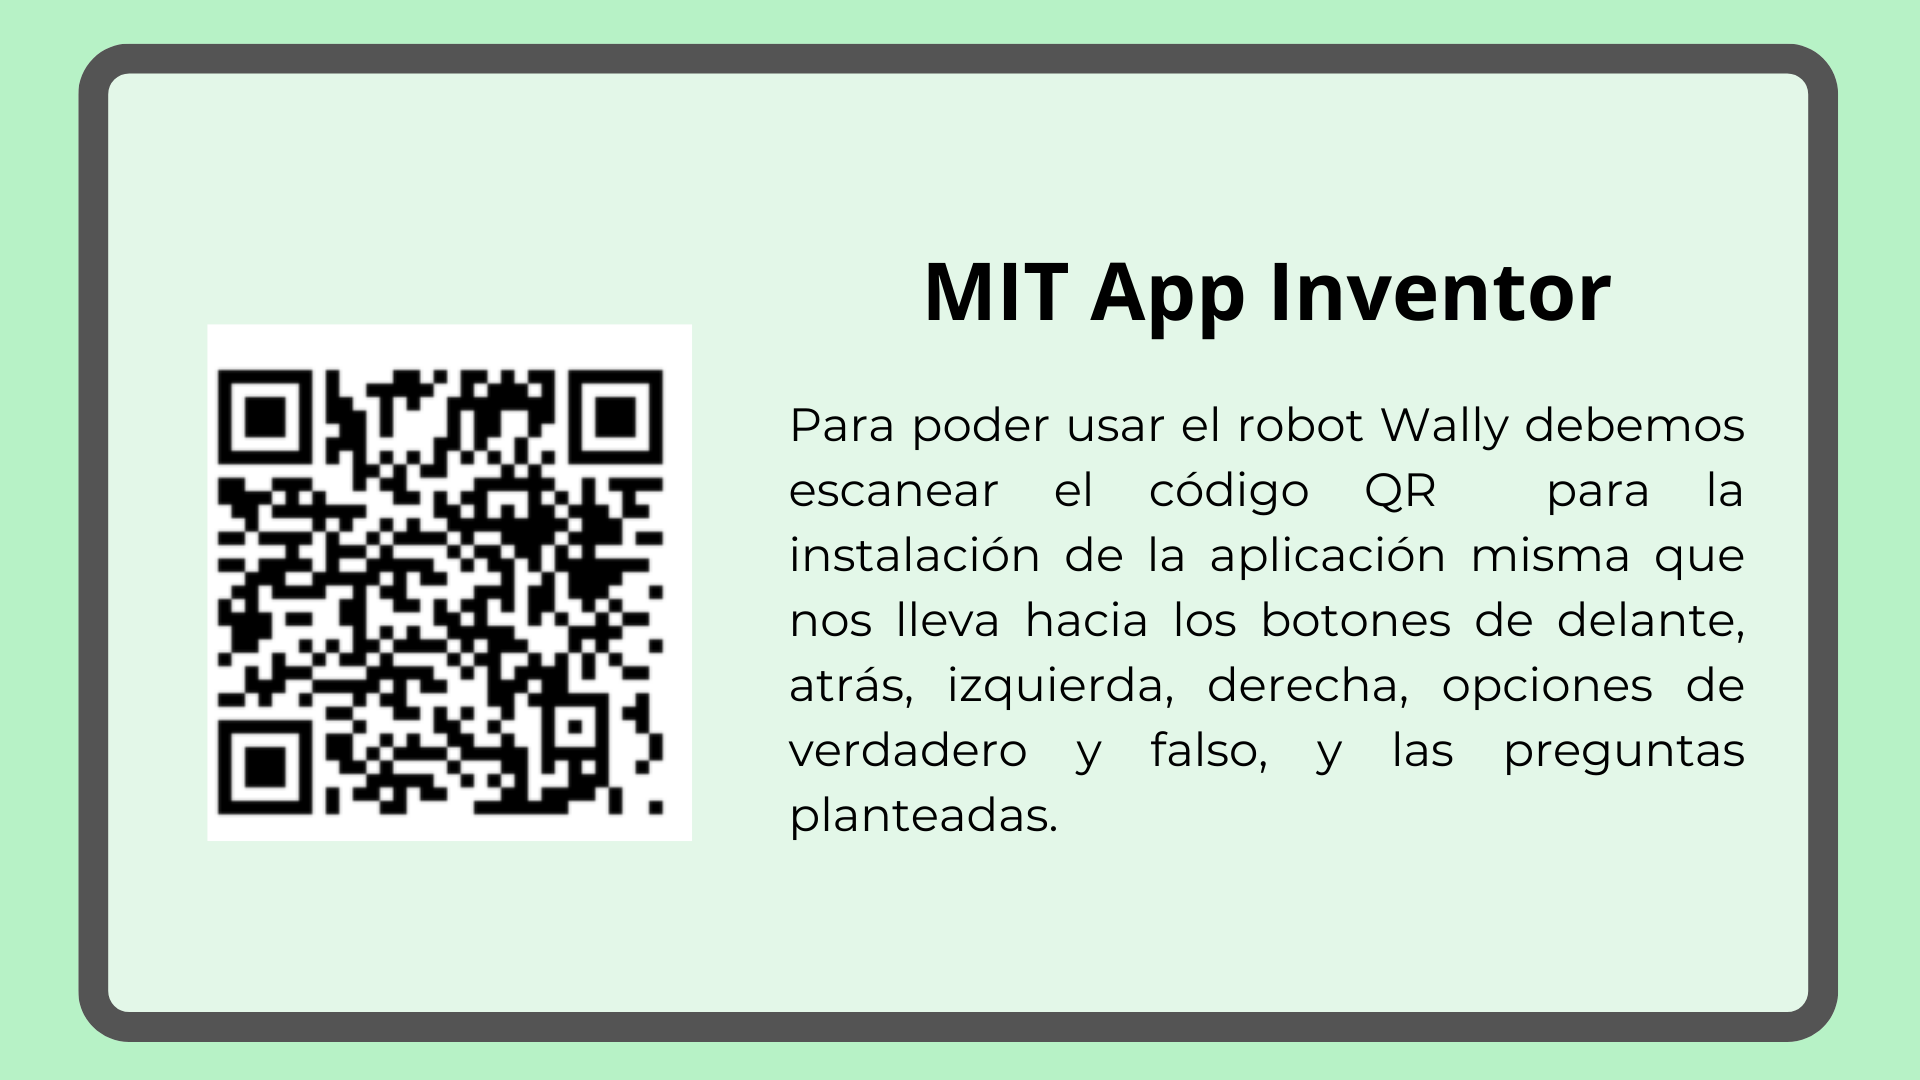 MIT App Inventor
Para poder usar el robot Wally debemos
escanear el código QR para la
instalación de la aplicación misma que
nos lleva hacia los botones de delante,
atrás, izquierda, derecha, opciones de
verdadero y falso, y las preguntas
planteadas.